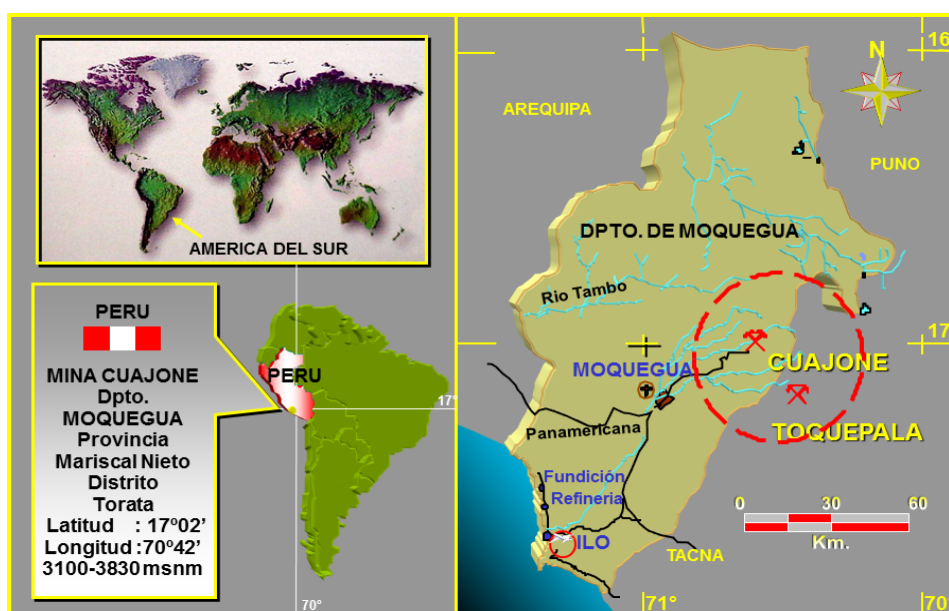 AMERICA DEL SUR
PERU
MINA CUAJONE
Dpto.
MOQUEGUA
Provincia
Mariscal Nieto
Distrito
Torata
Latitud : 17º02’
Longitud :70º42’
3100-3830 msnm
PERU
17°
70°
16
N
AREQUIPA
PUNO
DPTO. DE MOQUEGUA
Rio Tambo
17
MOQUEGUA
CUAJONE
TOQUEPALA
Panamericana
Fundición
Refineria
ILO
TACNA
0 30 60
Km.
71°
70